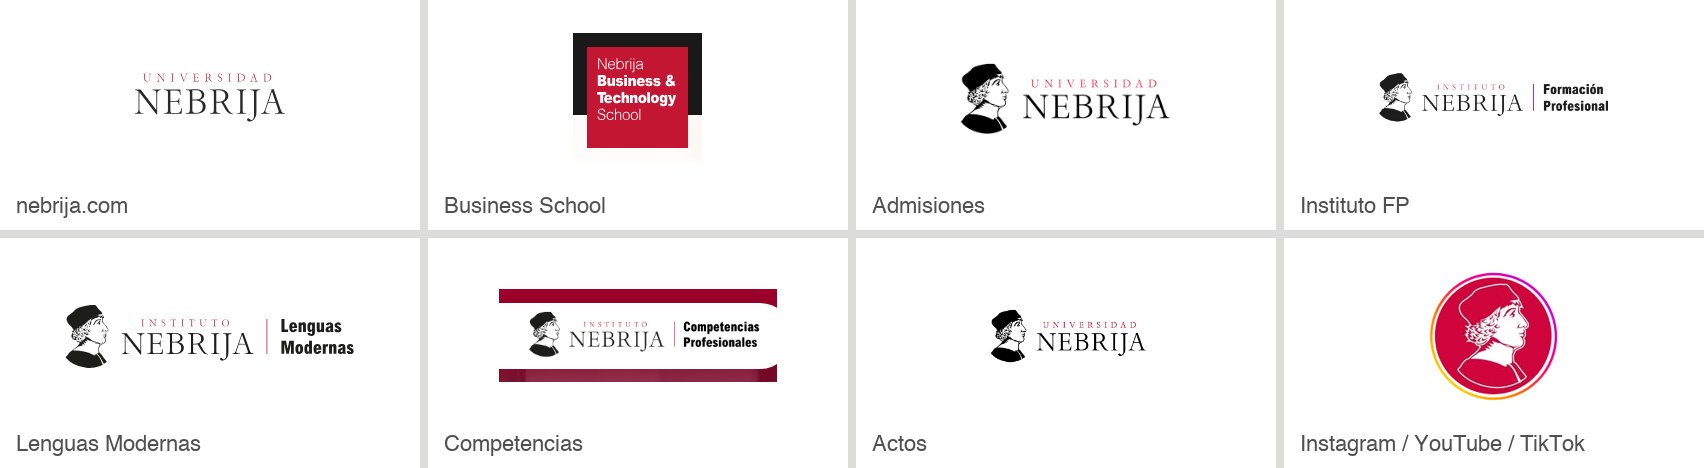 UNIVERSIDAD
NEBRIJA
nebrija.com
Nebrija
Business &
Technology
School
Business School
UNIVERSIDAD
NEBRIJA
Admisiones
INSTITUTO
NEBRIJA
Formación
Profesional
Instituto FP
INSTITUTO
NEBRIJA
Lenguas
Modernas
Lenguas Modernas
INSTITUTO
NEBRIJA
Competencias
Profesionales
Competencias
UNIVERSIDAD
NEBRIJA
Actos
Instagram / YouTube / TikTok